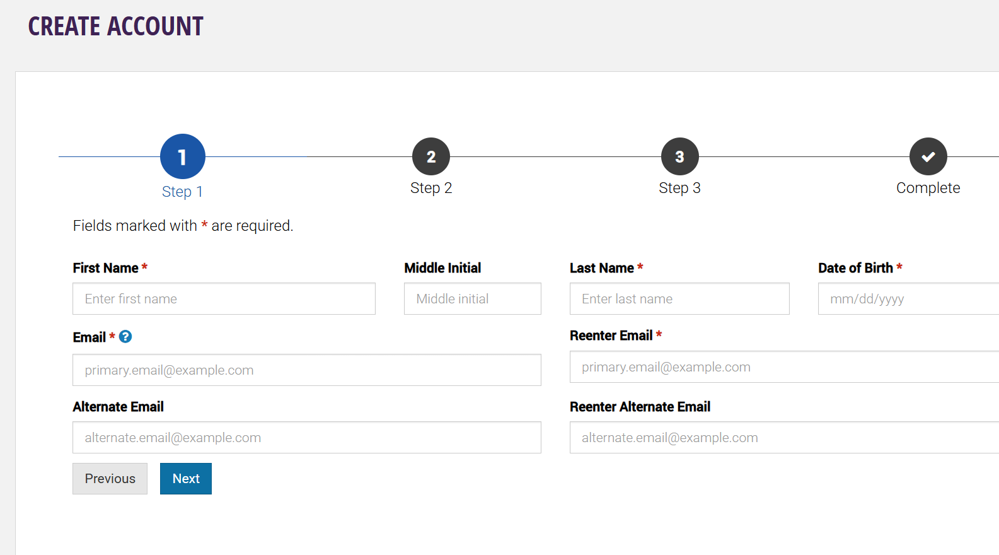 CREATE ACCOUNT
1 2 3
Step 1 Step 2 Step 3 Complete
Fields marked with * are required.
First Name * Middle Initial Last Name * Date of Birth *
Enter first name Middle initial Enter last name mm/dd/yyyy
Email * ? Reenter Email *
primary.email@example.com primary.email@example.com
Alternate Email Reenter Alternate Email
alternate.email@example.com alternate.email@example.com
Previous Next